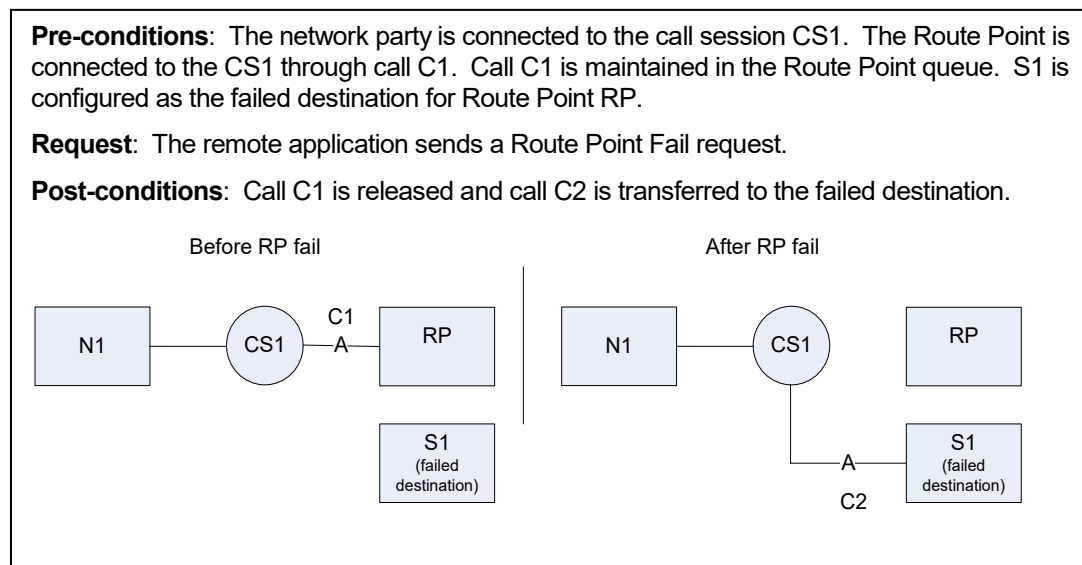 Pre-conditions: The network party is connected to the call session CS1. The Route Point is
connected to the CS1 through call C1. Call C1 is maintained in the Route Point queue. S1 is
configured as the failed destination for Route Point RP.
Request: The remote application sends a Route Point Fail request.
Post-conditions: Call C1 is released and call C2 is transferred to the failed destination.
Before RP fail
N1
CS1
C1
A
RP
S1
(failed
destination)
After RP fail
N1
CS1
RP
A
C2
S1
(failed
destination)